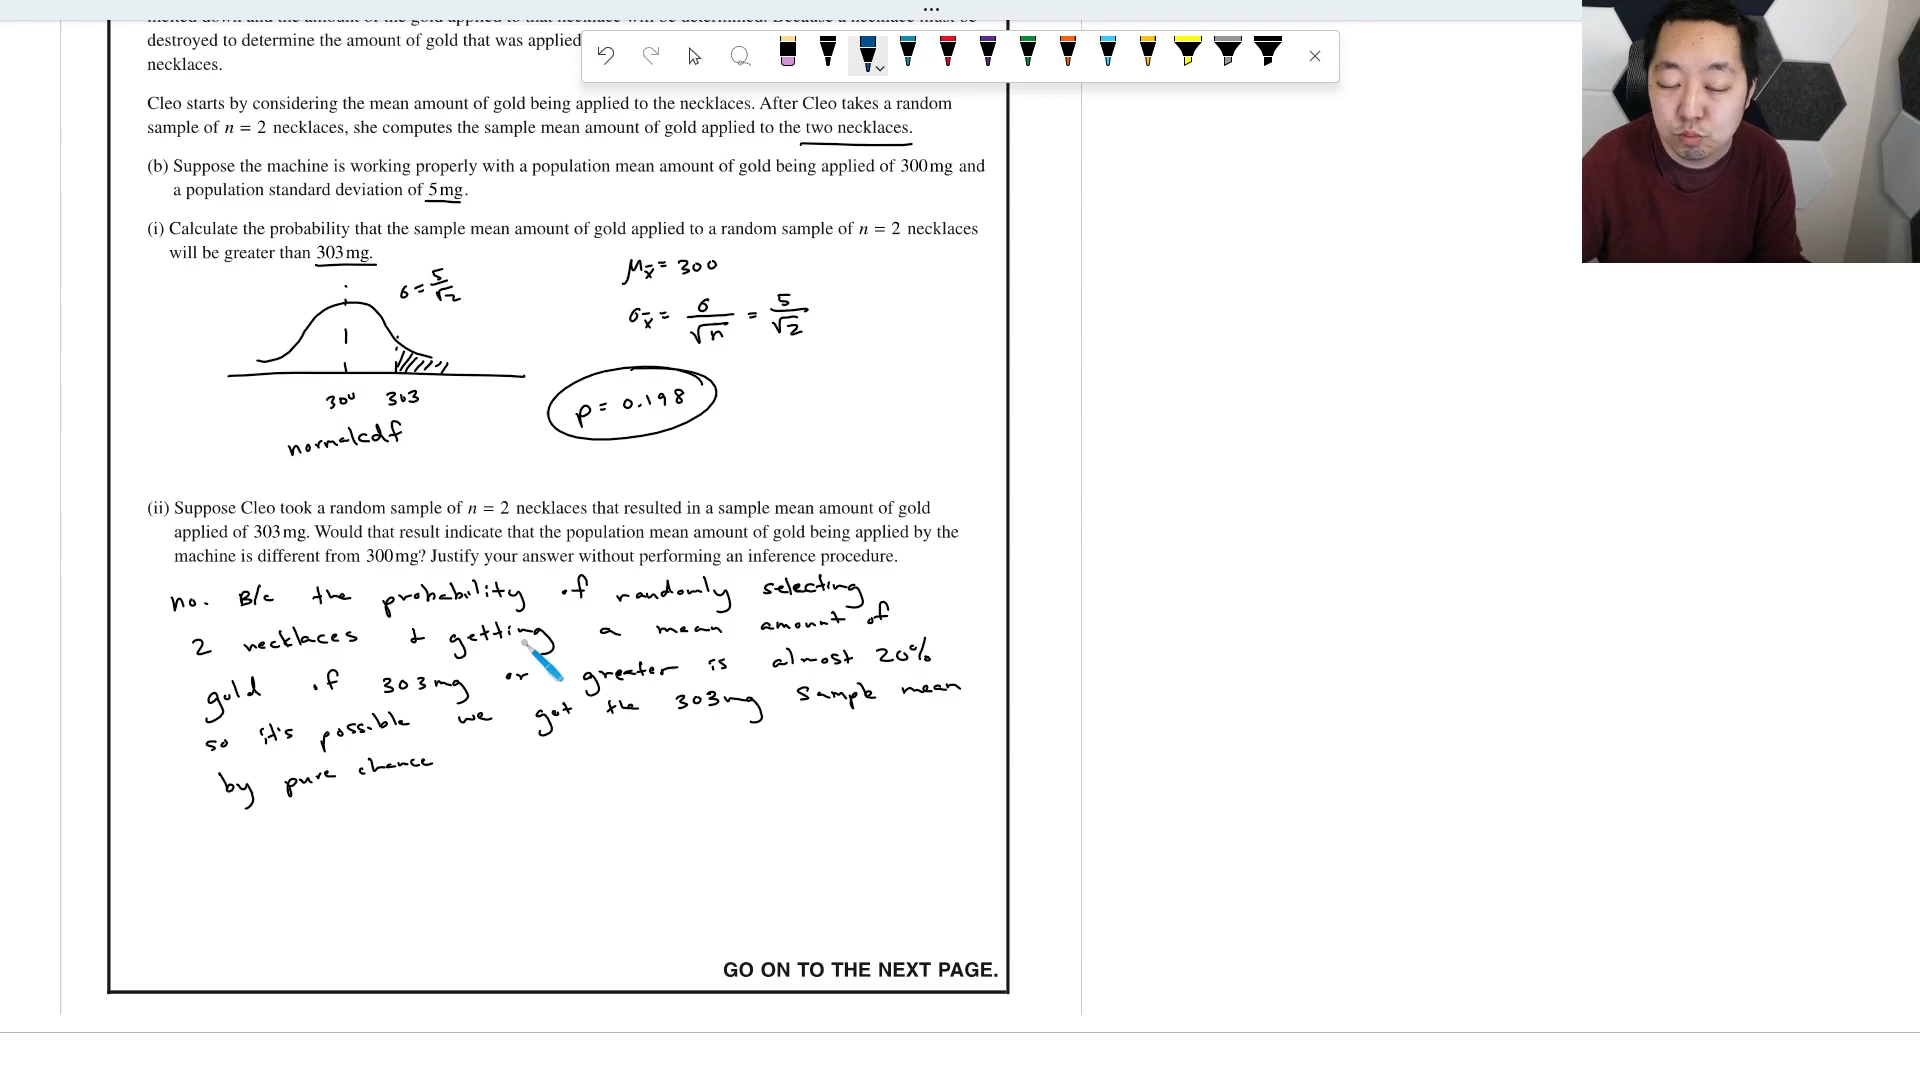 destroyed to determine the amount of gold that was applied
necklaces.
Cleo starts by considering the mean amount of gold being applied to the necklaces. After Cleo takes a random
sample of n = 2 necklaces, she computes the sample mean amount of gold applied to the two necklaces.
(b) Suppose the machine is working properly with a population mean amount of gold being applied of 300 mg and
a population standard deviation of 5 mg.
(i) Calculate the probability that the sample mean amount of gold applied to a random sample of n = 2 necklaces
will be greater than 303 mg.
σ = 5/√2
μx̄ = 300
σx̄ = σ/√n = 5/√2
300 303
normalcdf
p = 0.198
(ii) Suppose Cleo took a random sample of n = 2 necklaces that resulted in a sample mean amount of gold
applied of 303 mg. Would that result indicate that the population mean amount of gold being applied by the
machine is different from 300 mg? Justify your answer without performing an inference procedure.
no. B/c the probability of randomly selecting
2 necklaces & getting a mean amount of
gold of 303mg or greater is almost 20%
so it's possible we got the 303mg sample mean
by pure chance
GO ON TO THE NEXT PAGE.